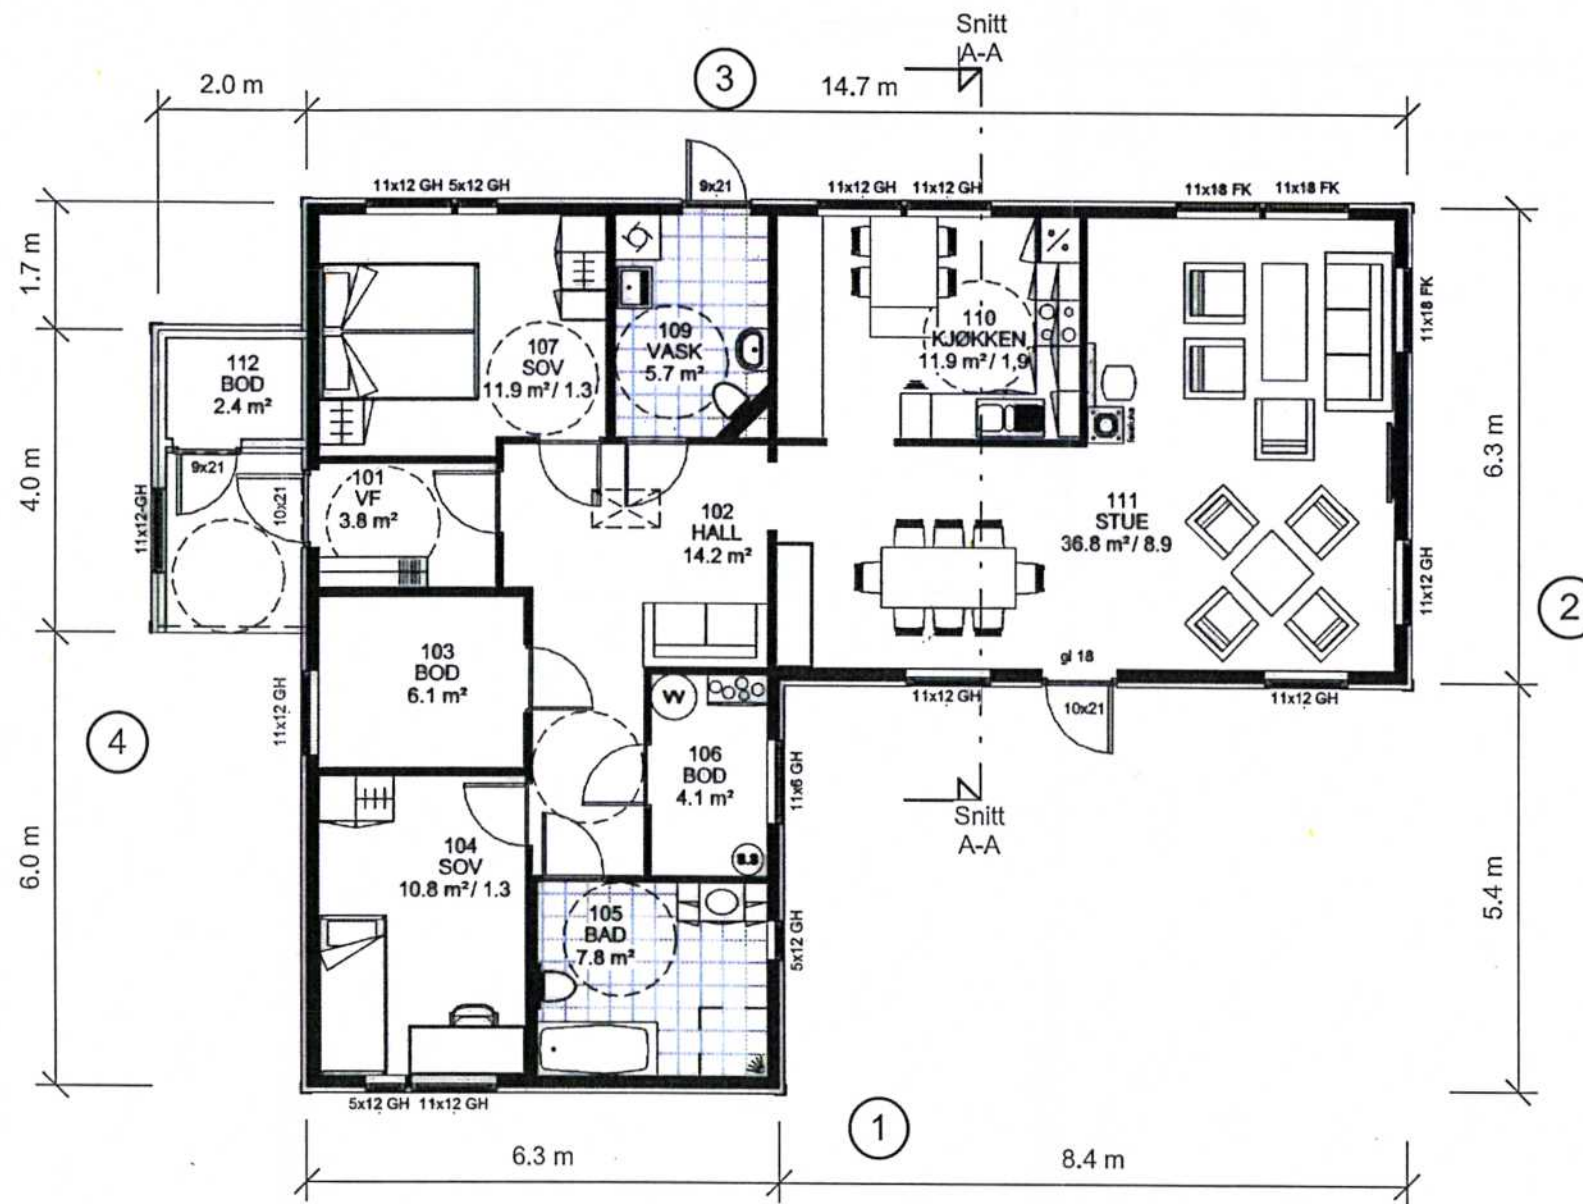 Snitt
A-A
3
2.0 m
14.7 m
11x12 GH 5x12 GH
9x21
11x12 GH
11x12 GH
11x18 FK
11x18 FK
1.7 m
4.0 m
6.0 m
112
BOD
2.4 m²
9x21
10x21
11x12-GH
107
SOV
11.9 m²/ 1.3
109
VASK
5.7 m²
110
KJØKKEN
11.9 m²/ 1,9
11x18 FK
101
VF
3.8 m²
102
HALL
14.2 m²
111
STUE
36.8 m²/ 8.9
6.3 m
11x12 GH
2
103
BOD
6.1 m²
11x12 GH
4
gl 18
11x12 GH
10x21
11x12 GH
VV
106
BOD
4.1 m²
11x6 GH
S.S
Snitt
A-A
104
SOV
10.8 m²/ 1.3
105
BAD
7.8 m²
5x12 GH
5.4 m
5x12 GH 11x12 GH
1
6.3 m
8.4 m